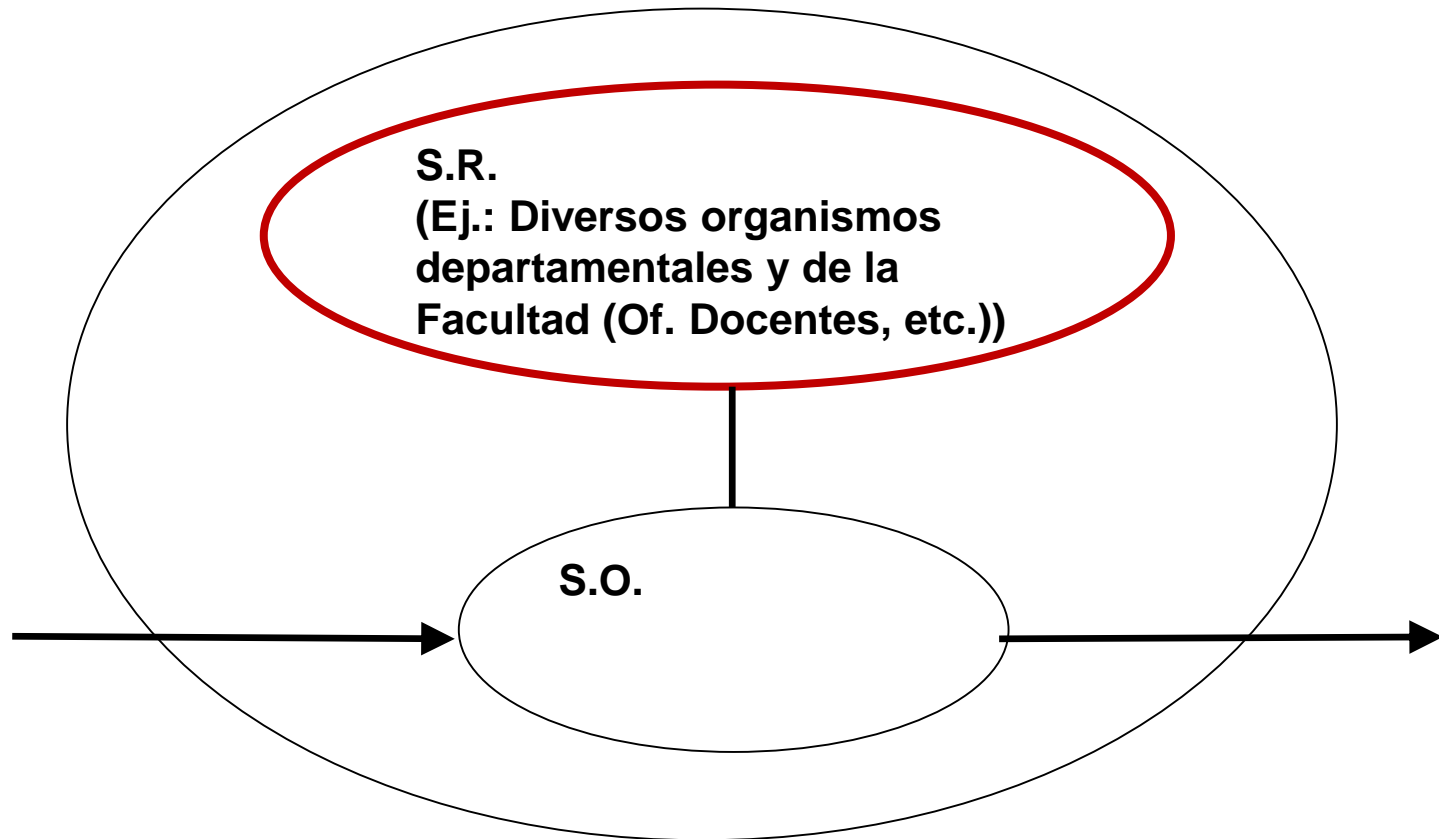 S.R.
(Ej.: Diversos organismos
departamentales y de la
Facultad (Of. Docentes, etc.))
S.O.